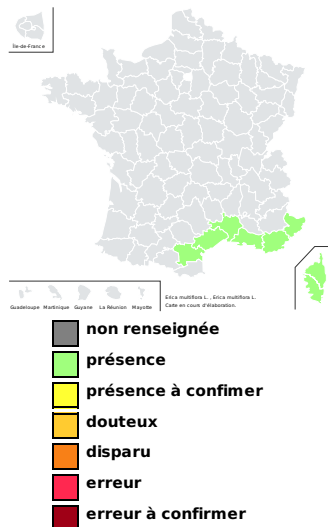 Île-de-France
Guadeloupe Martinique Guyane La Réunion Mayotte
Erica multiflora L. , Erica multiflora L.
Carte en cours d'élaboration.
non renseignée
présence
présence à confimer
douteux
disparu
erreur
erreur à confirmer